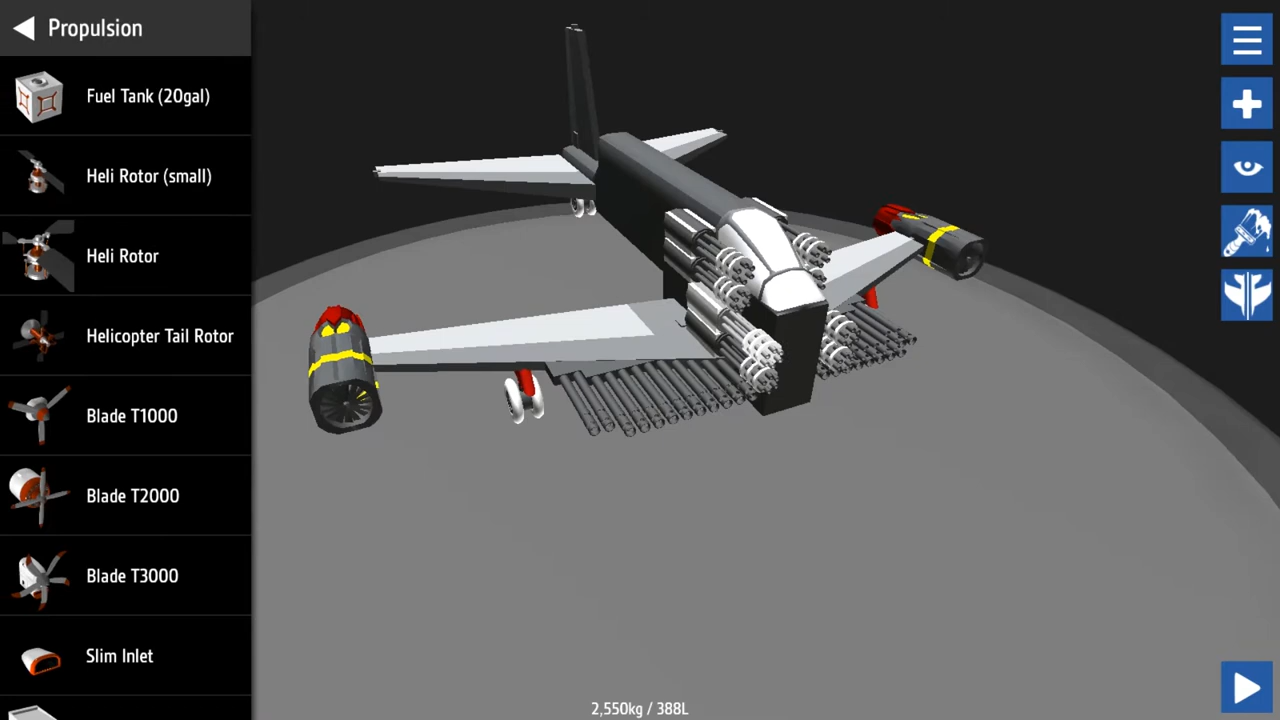 Propulsion
Fuel Tank (20gal)
Heli Rotor (small)
Heli Rotor
Helicopter Tail Rotor
Blade T1000
Blade T2000
Blade T3000
Slim Inlet
2,550kg / 388L